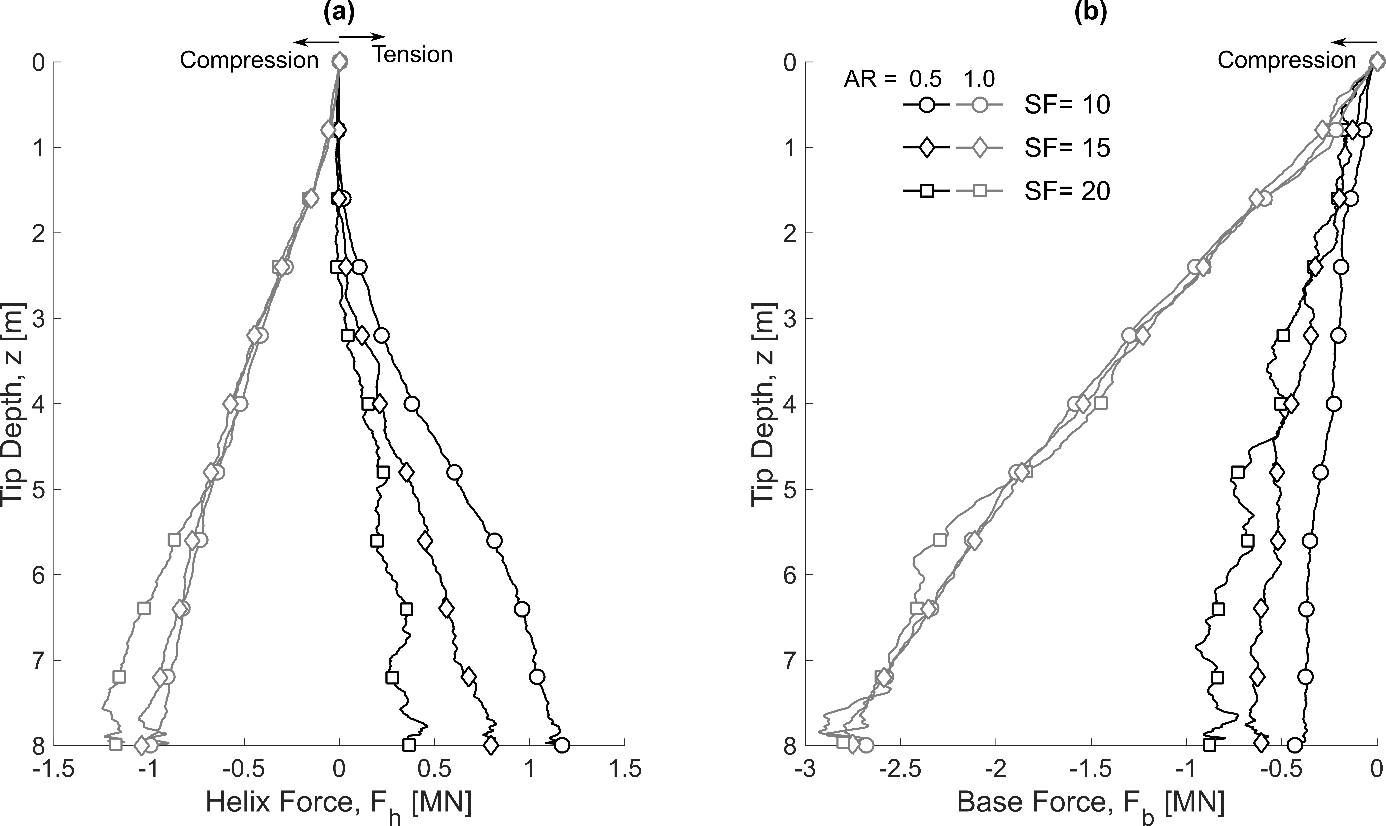 (a)
Compression
Tension
0
1
2
3
4
5
6
7
8
Tip Depth, z [m]
-1.5 -1 -0.5 0 0.5 1 1.5
Helix Force, Fh [MN]
(b)
Compression
AR = 0.5 1.0
SF= 10
SF= 15
SF= 20
0
1
2
3
4
5
6
7
8
Tip Depth, z [m]
-3 -2.5 -2 -1.5 -1 -0.5 0
Base Force, Fb [MN]